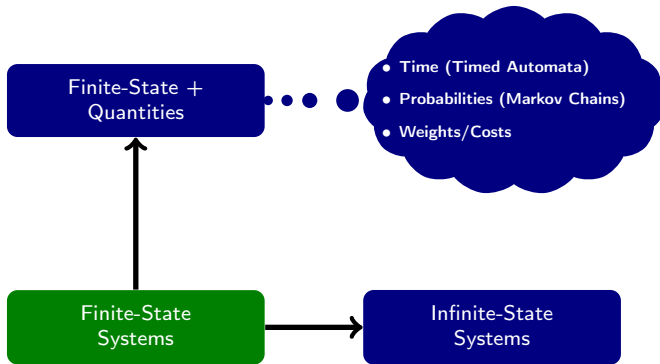 Finite-State +
Quantities
• Time (Timed Automata)
• Probabilities (Markov Chains)
• Weights/Costs
Finite-State
Systems
Infinite-State
Systems